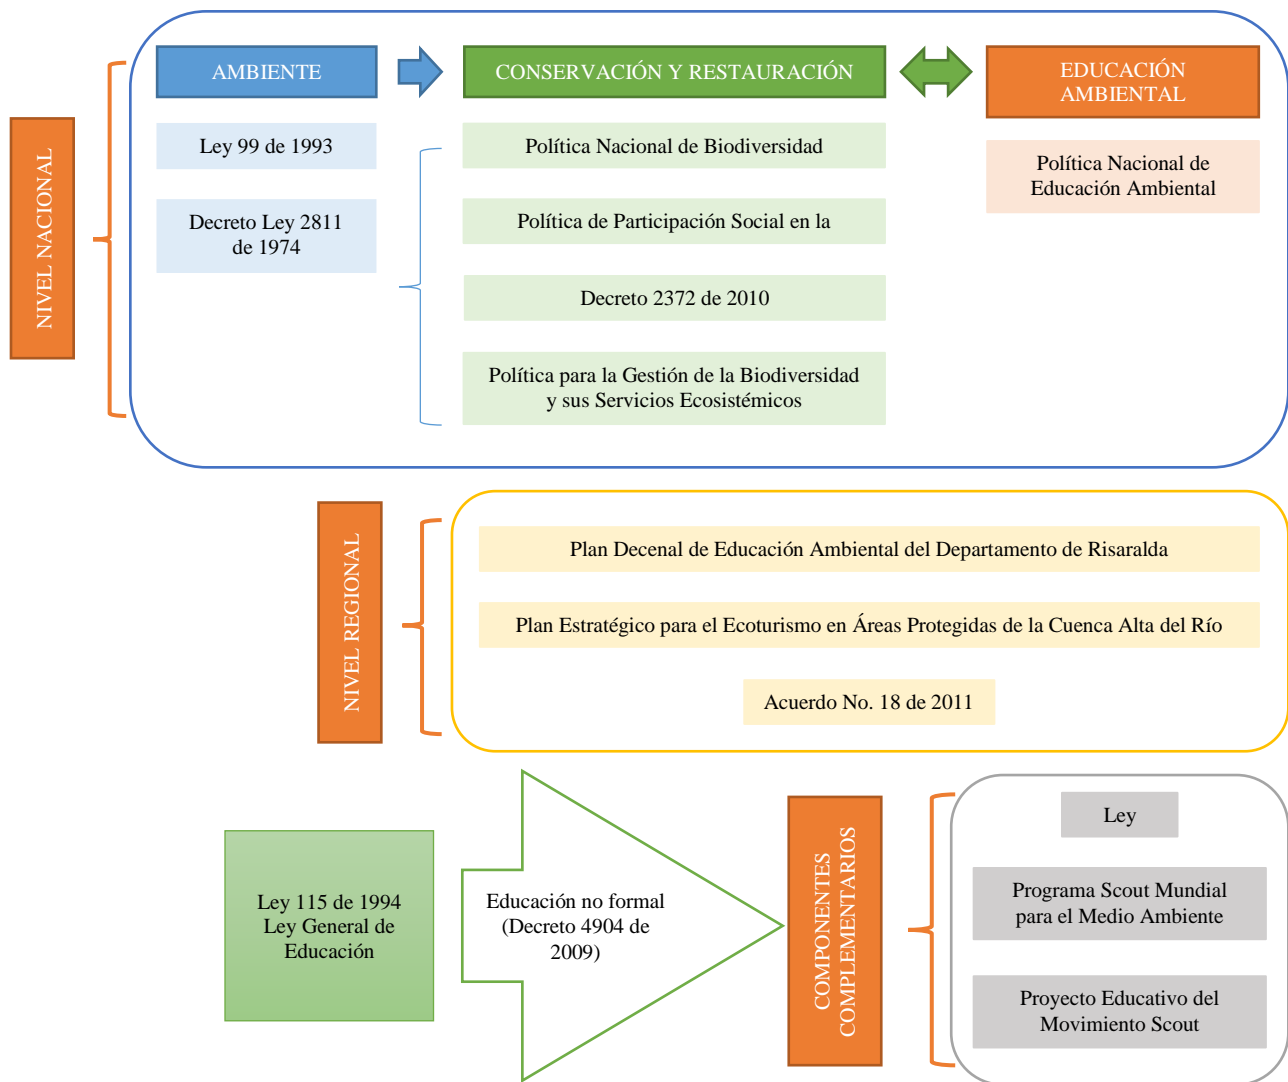 NIVEL NACIONAL
AMBIENTE
Ley 99 de 1993
Decreto Ley 2811
de 1974
CONSERVACIÓN Y RESTAURACIÓN
Política Nacional de Biodiversidad
Política de Participación Social en la
Decreto 2372 de 2010
Política para la Gestión de la Biodiversidad
y sus Servicios Ecosistémicos
EDUCACIÓN
AMBIENTAL
Política Nacional de
Educación Ambiental
NIVEL REGIONAL
Plan Decenal de Educación Ambiental del Departamento de Risaralda
Plan Estratégico para el Ecoturismo en Áreas Protegidas de la Cuenca Alta del Río
Acuerdo No. 18 de 2011
Ley 115 de 1994
Ley General de
Educación
Educación no formal
(Decreto 4904 de
2009)
COMPONENTES
COMPLEMENTARIOS
Ley
Programa Scout Mundial
para el Medio Ambiente
Proyecto Educativo del
Movimiento Scout